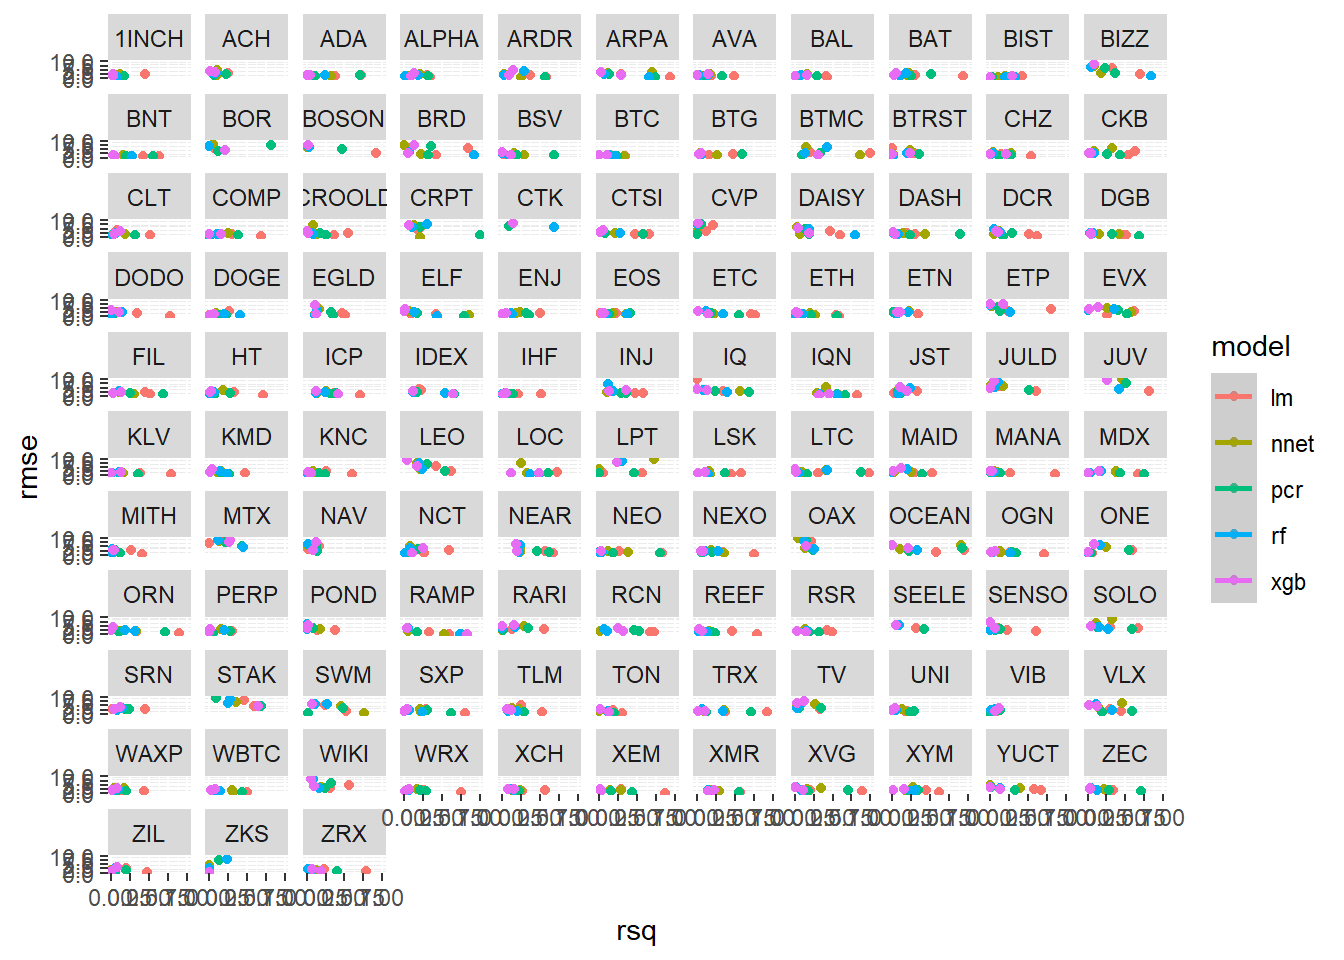 1INCH ACH ADA ALPHA ARDR ARPA AVA BAL BAT BIST BIZZ
BNT BOR BOSON BRD BSV BTC BTG BTMC BTRST CHZ CKB
CLT COMP CROOLD CRPT CTK CTSI CVP DAISY DASH DCR DGB
DODO DOGE EGLD ELF ENJ EOS ETC ETH ETN ETP EVX
FIL HT ICP IDEX IHF INJ IQ IQN JST JULD JUV
KLV KMD KNC LEO LOC LPT LSK LTC MAID MANA MDX
MITH MTX NAV NCT NEAR NEO NEXO OAX OCEAN OGN ONE
ORN PERP POND RAMP RARI RCN REEF RSR SEELE SENSO SOLO
SRN STAK SWM SXP TLM TON TRX TV UNI VIB VLX
WAXP WBTC WIKI WRX XCH XEM XMR XVG XYM YUCT ZEC
ZIL ZKS ZRX
rmse
rsq
model
lm
nnet
pcr
rf
xgb